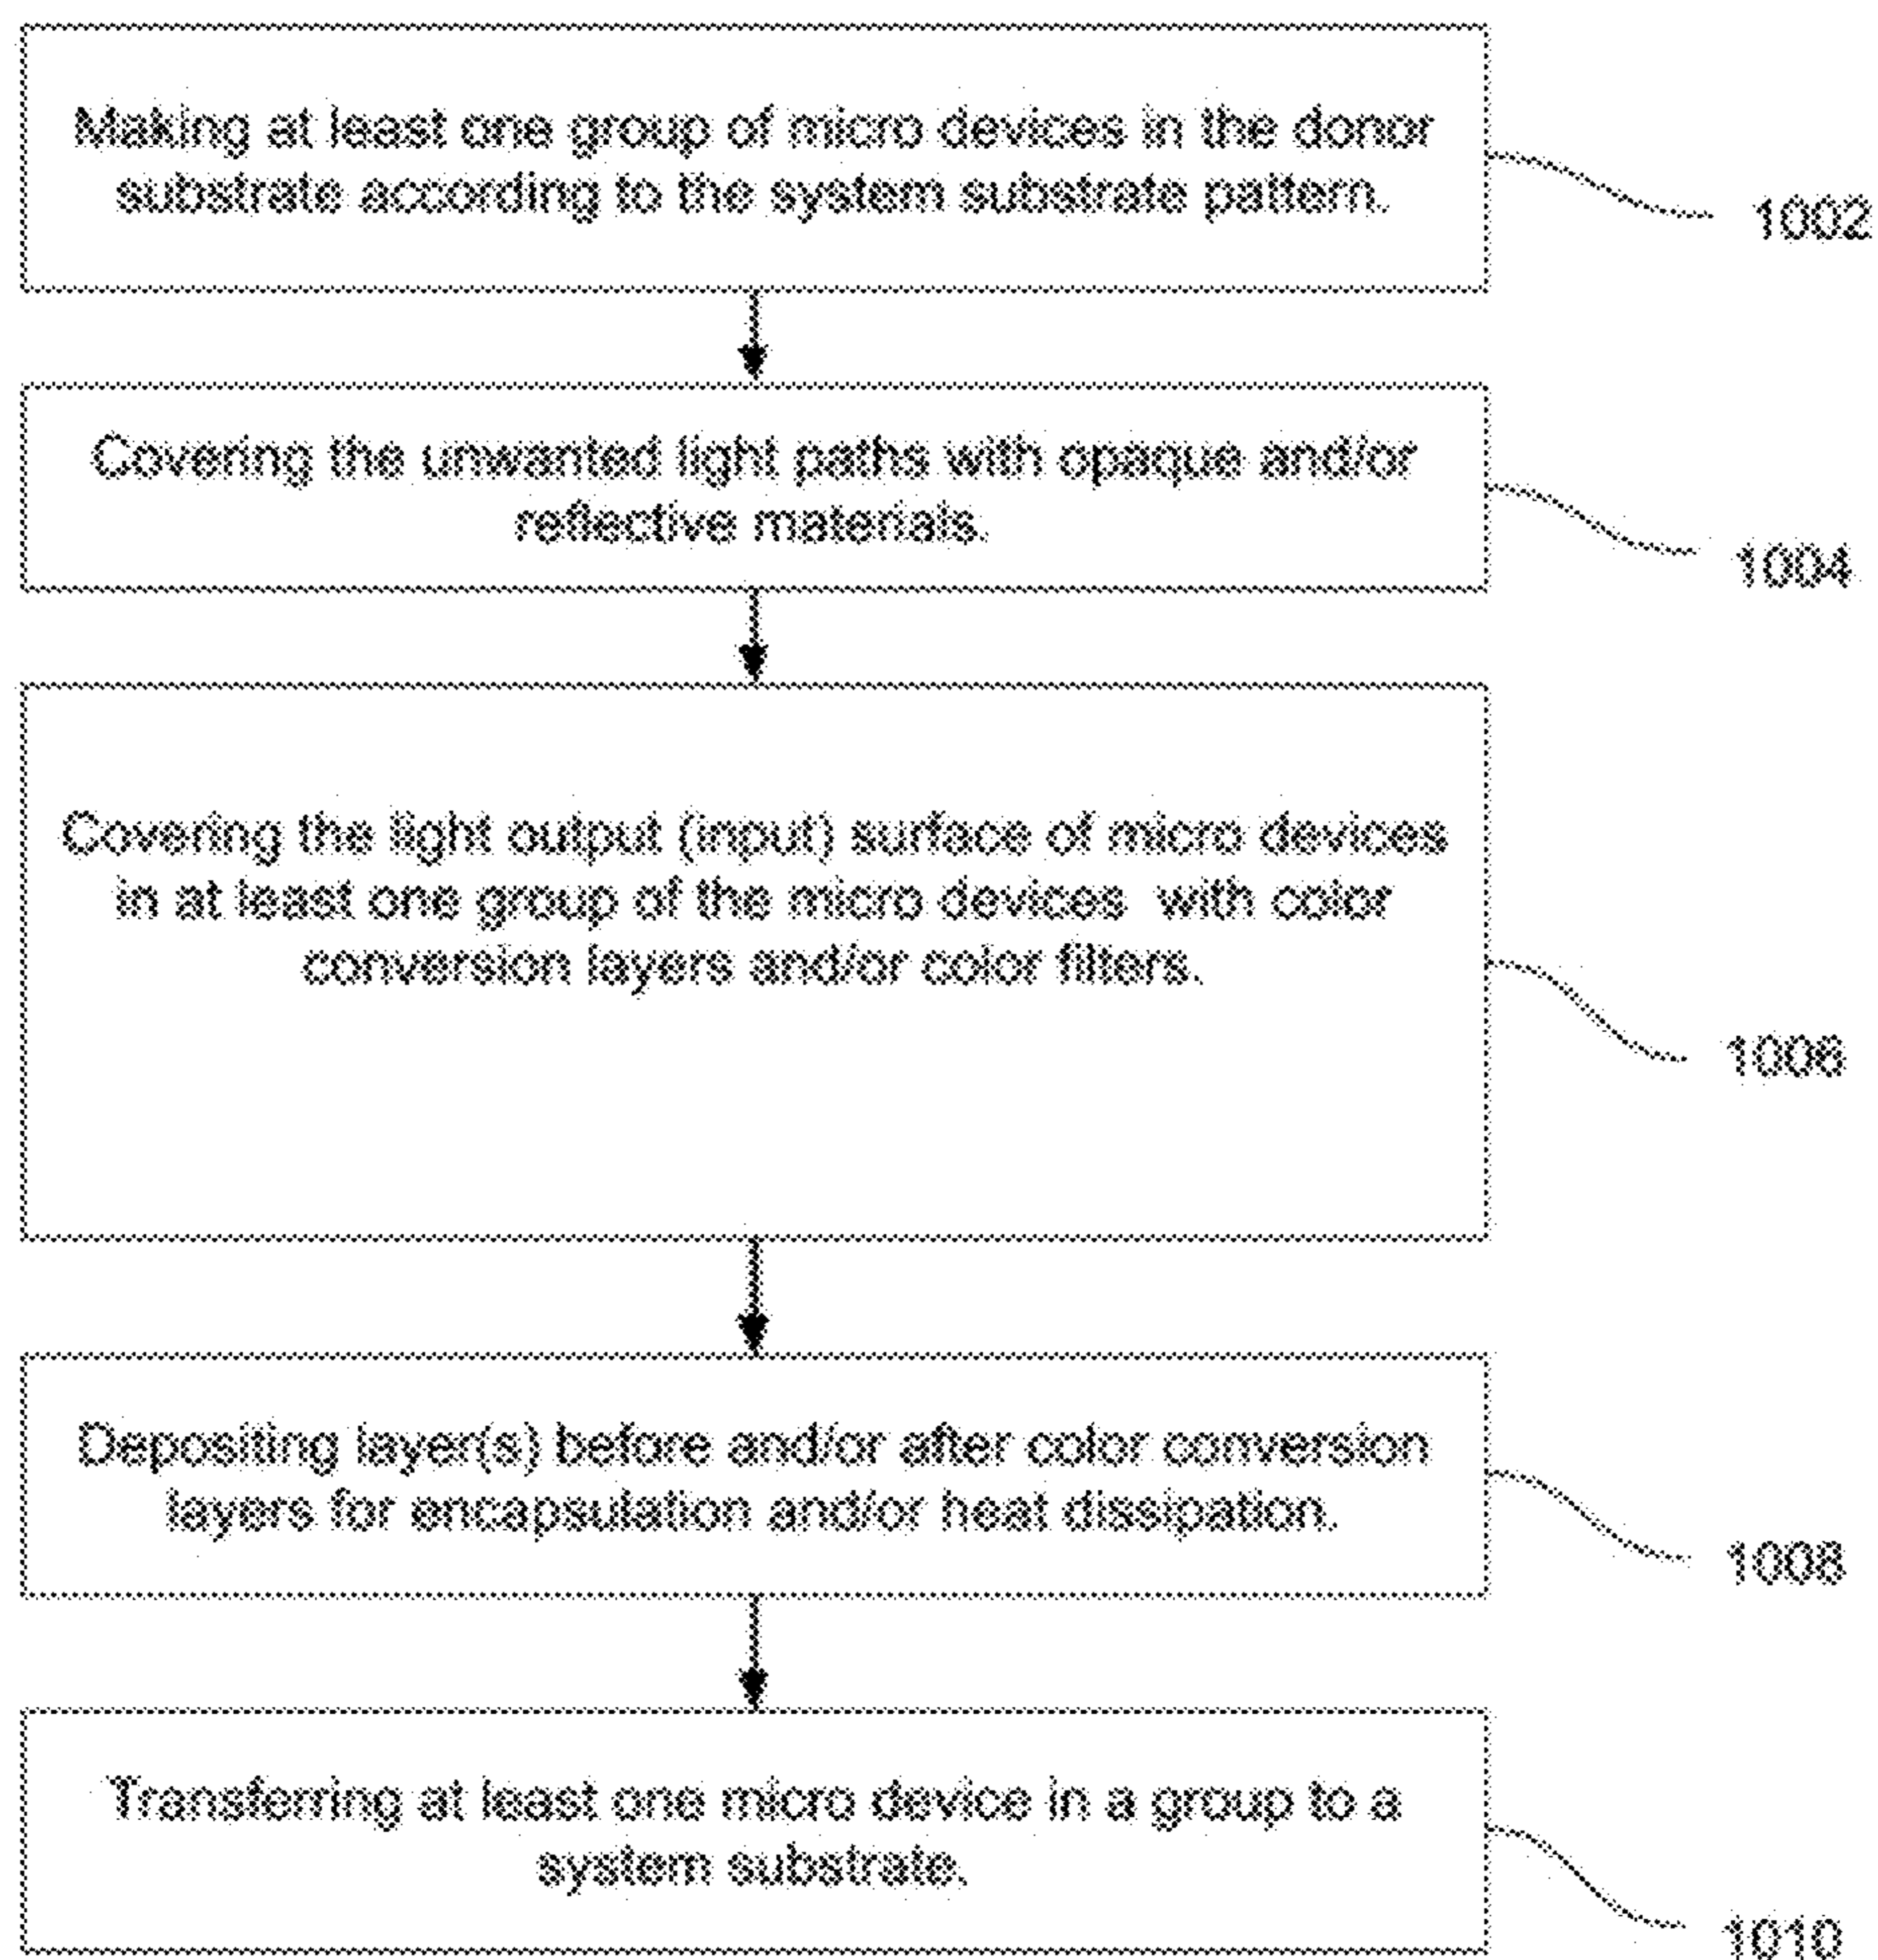 Making at least one group of micro devices in the donor
substrate according to the system substrate pattern.
1002
Covering the unwanted light paths with opaque and/or
reflective materials.
1004
Covering the light output (input) surface of micro devices
in at least one group of the micro devices with color
conversion layers and/or color filters.
1006
Depositing layer(s) before and/or after color conversion
layers for encapsulation and/or heat dissipation.
1008
Transferring at least one micro device in a group to a
system substrate.
1010